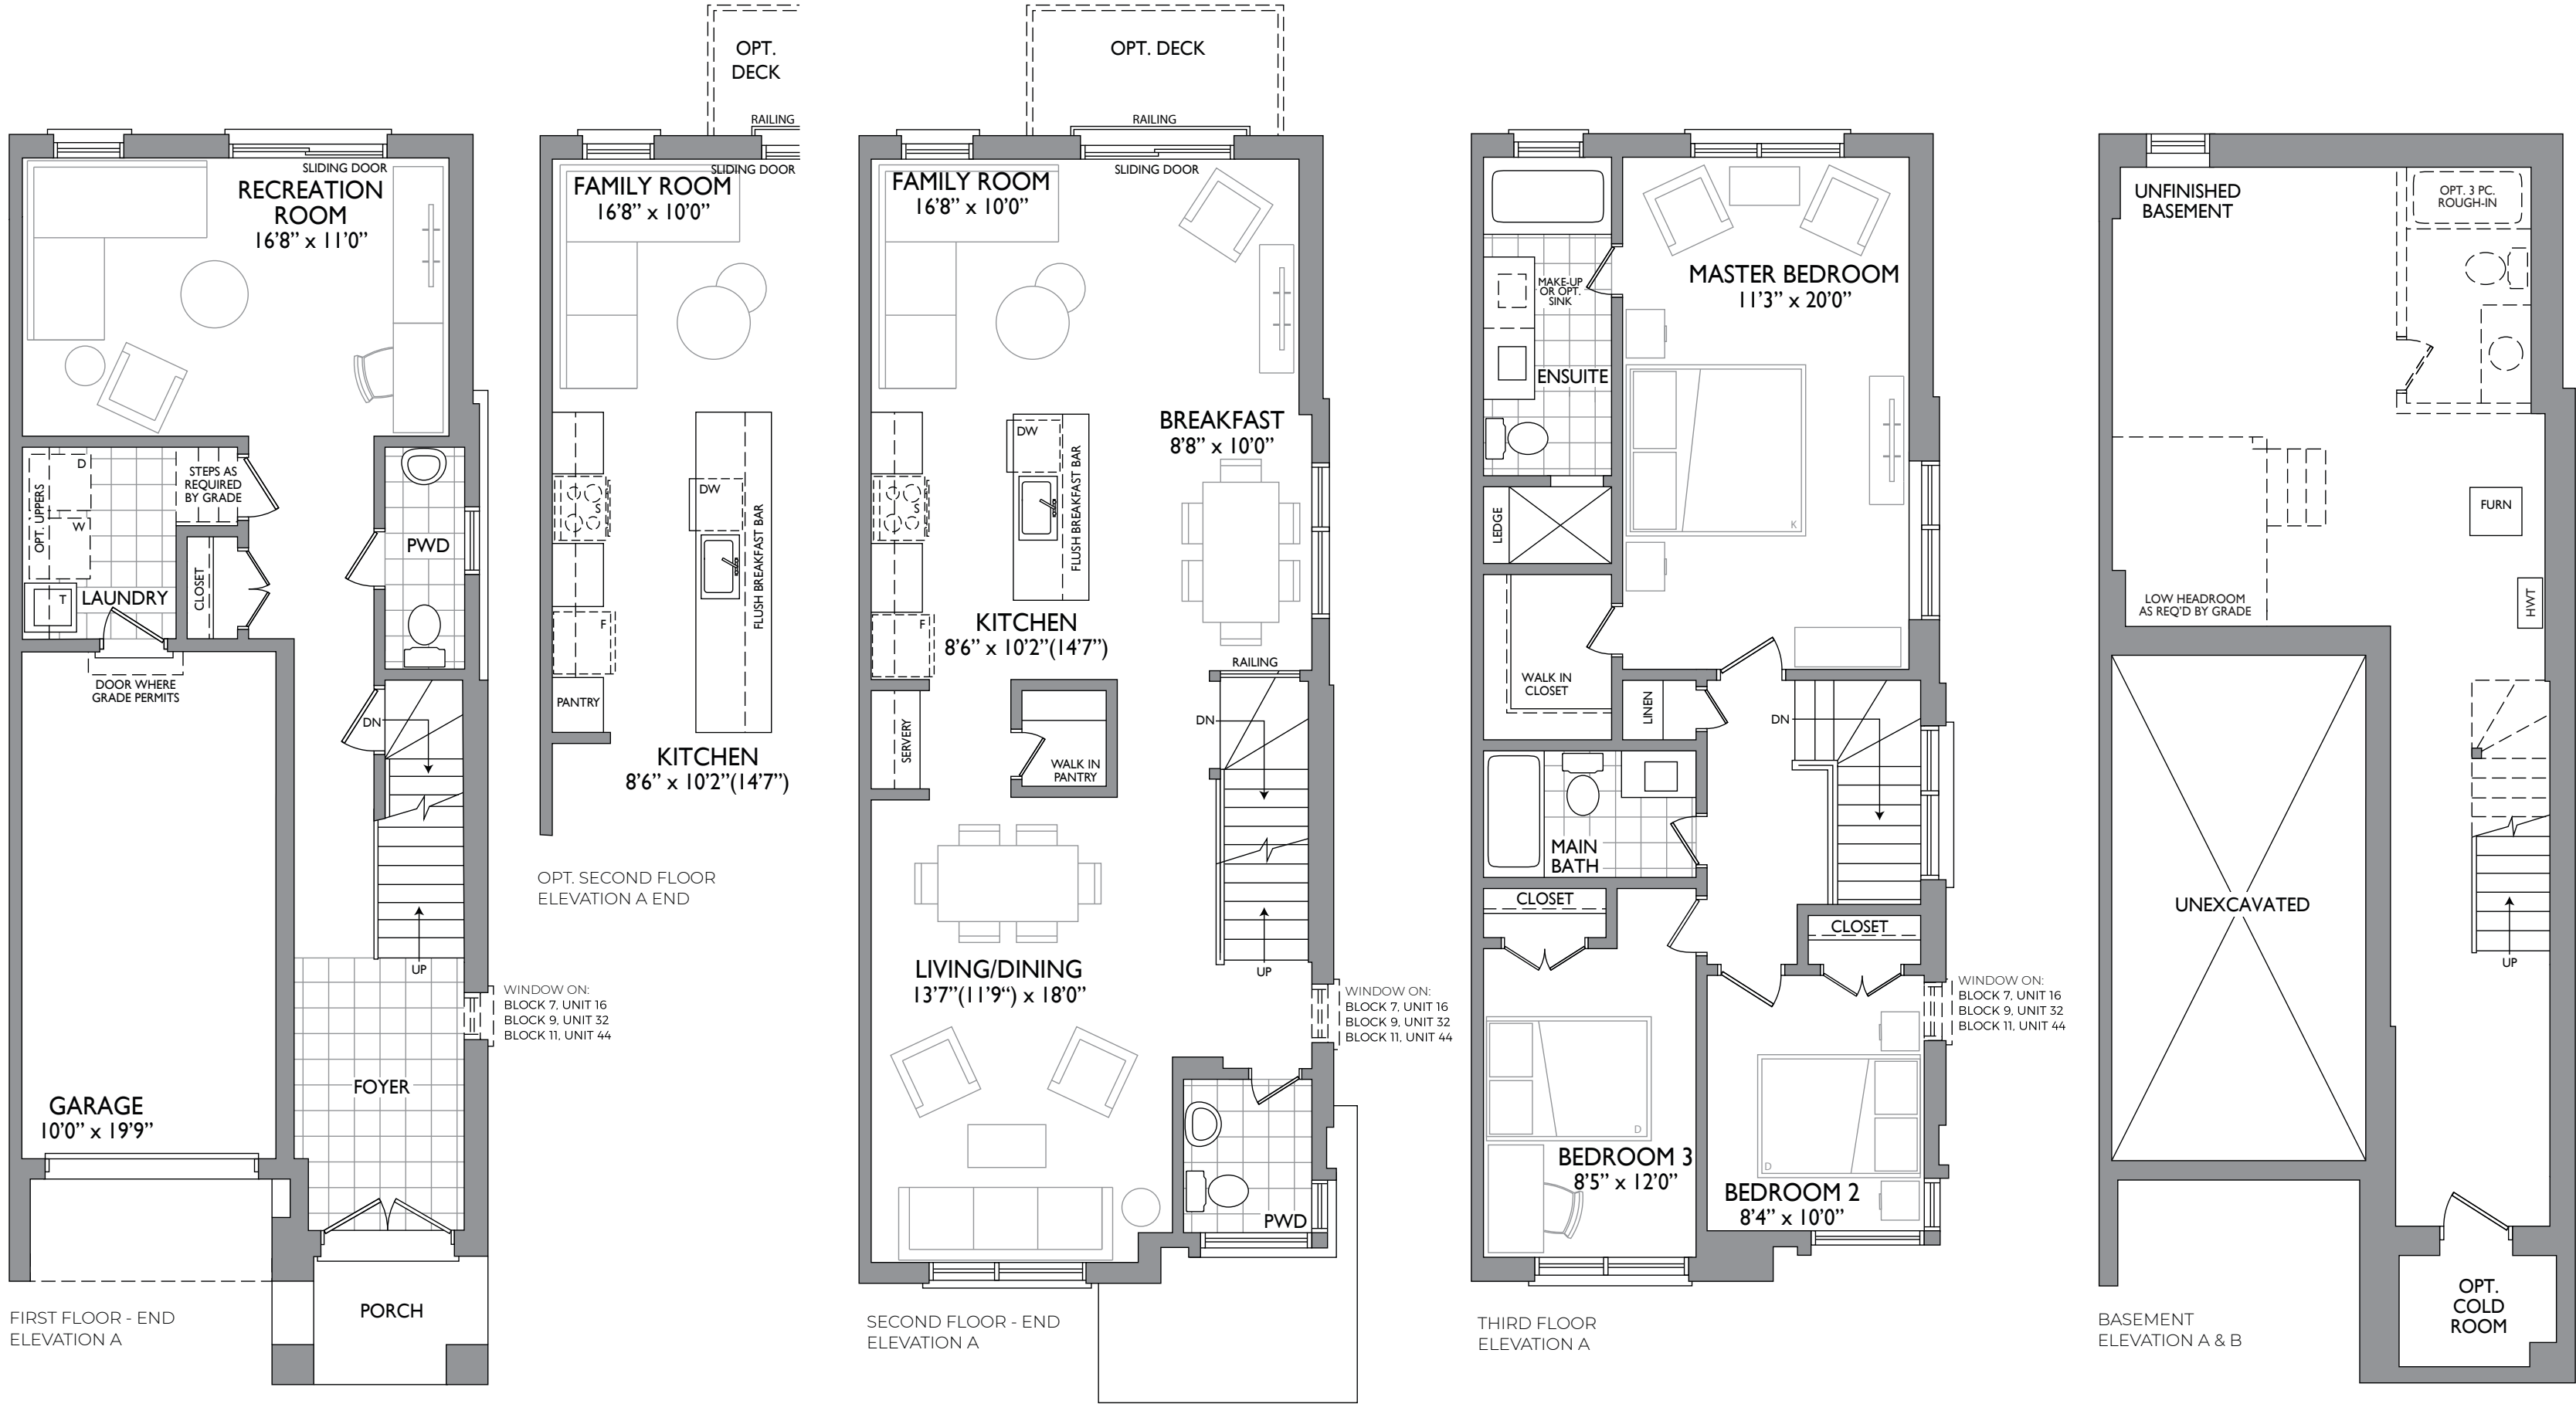 SLIDING DOOR
RECREATION
ROOM
16'8" x 11'0"
D
OPT. UPPERS
W
T
LAUNDRY
STEPS AS
REQUIRED
BY GRADE
CLOSET
PWD
DOOR WHERE
GRADE PERMITS
DN
UP
WINDOW ON:
BLOCK 7, UNIT 16
BLOCK 9, UNIT 32
BLOCK 11, UNIT 44
FOYER
GARAGE
10'0" x 19'9"
PORCH
FIRST FLOOR - END
ELEVATION A
OPT.
DECK
RAILING
SLIDING DOOR
FAMILY ROOM
16'8" x 10'0"
DW
S
FLUSH BREAKFAST BAR
F
PANTRY
KITCHEN
8'6" x 10'2"(14'7")
OPT. SECOND FLOOR
ELEVATION A END
OPT. DECK
RAILING
SLIDING DOOR
FAMILY ROOM
16'8" x 10'0"
BREAKFAST
8'8" x 10'0"
DW
S
FLUSH BREAKFAST BAR
F
KITCHEN
8'6" x 10'2"(14'7")
RAILING
SERVERY
WALK IN
PANTRY
DN
LIVING/DINING
13'7"(11'9") x 18'0"
UP
WINDOW ON:
BLOCK 7, UNIT 16
BLOCK 9, UNIT 32
BLOCK 11, UNIT 44
PWD
SECOND FLOOR - END
ELEVATION A
MASTER BEDROOM
11'3" x 20'0"
MAKE-UP
OR OPT.
SINK
ENSUITE
K
LEDGE
WALK IN
CLOSET
LINEN
DN
MAIN
BATH
CLOSET
CLOSET
WINDOW ON:
BLOCK 7, UNIT 16
BLOCK 9, UNIT 32
BLOCK 11, UNIT 44
D
BEDROOM 3
8'5" x 12'0"
D
BEDROOM 2
8'4" x 10'0"
THIRD FLOOR
ELEVATION A
UNFINISHED
BASEMENT
OPT. 3 PC.
ROUGH-IN
FURN
HWT
LOW HEADROOM
AS REQ'D BY GRADE
UNEXCAVATED
UP
OPT.
COLD
ROOM
BASEMENT
ELEVATION A & B